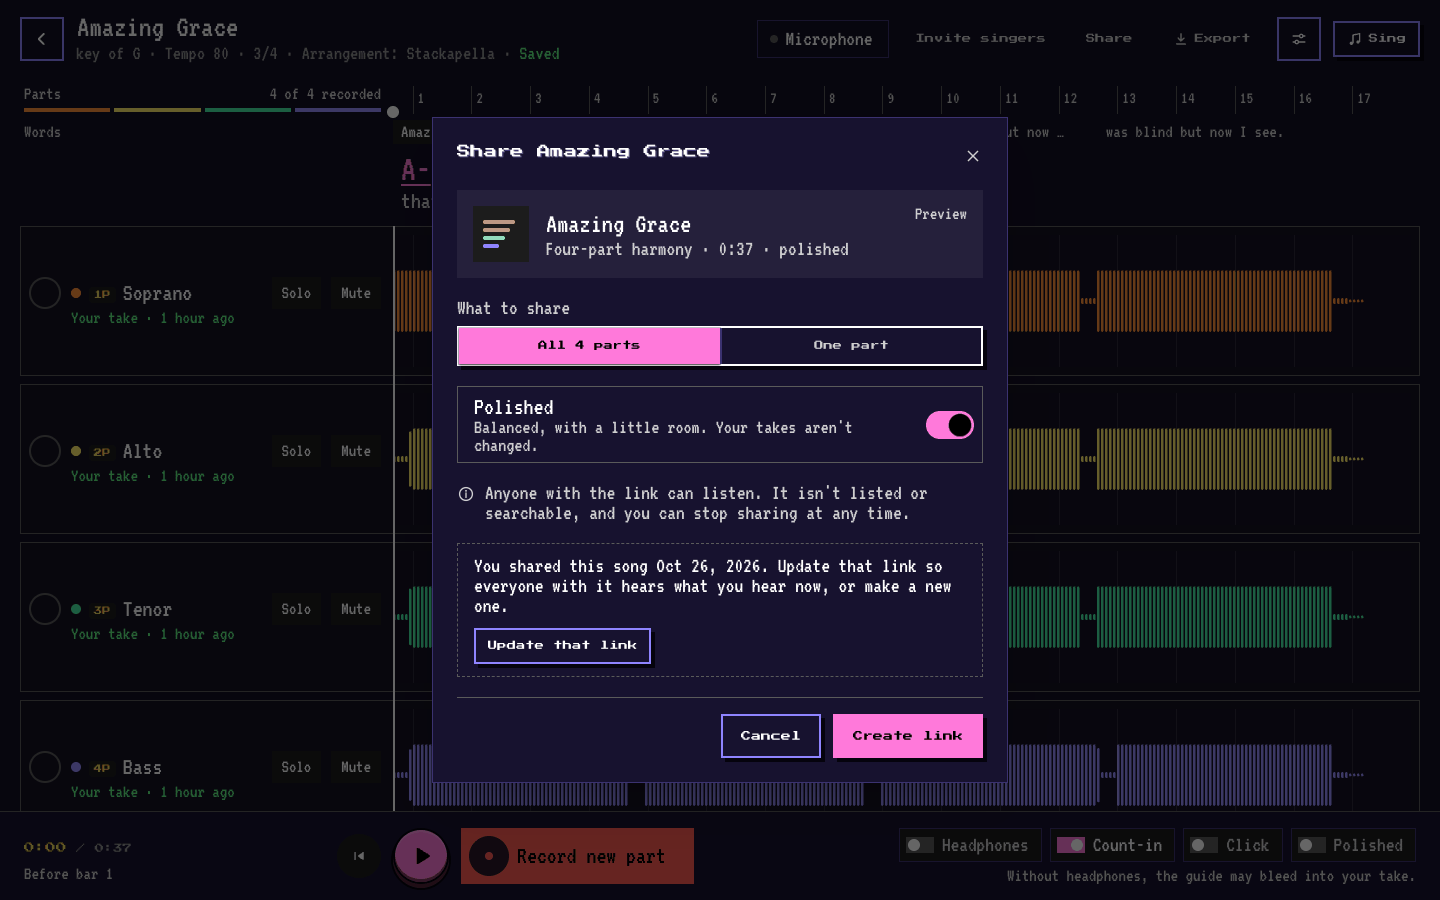 Amazing Grace
key of G · Tempo 80 · 3/4 · Arrangement: Stackapella · Saved
Microphone
Invite singers
Share
Export
Sing
Parts
4 of 4 recorded
1 2 3 4 5 6 7 8 9 10 11 12 13 14 15 16 17
Words
Amaz
ut now …
was blind but now I see.
A-
tha
Share Amazing Grace
Amazing Grace
Four-part harmony · 0:37 · polished
Preview
What to share
All 4 parts
One part
Polished
Balanced, with a little room. Your takes aren't
changed.
Anyone with the link can listen. It isn't listed or
searchable, and you can stop sharing at any time.
You shared this song Oct 26, 2026. Update that link so
everyone with it hears what you hear now, or make a new
one.
Update that link
Cancel
Create link
1P Soprano
Solo
Mute
Your take · 1 hour ago
2P Alto
Solo
Mute
Your take · 1 hour ago
3P Tenor
Solo
Mute
Your take · 1 hour ago
4P Bass
Solo
Mute
Your take · 1 hour ago
0:00 / 0:37
Before bar 1
Record new part
Headphones
Count-in
Click
Polished
Without headphones, the guide may bleed into your take.